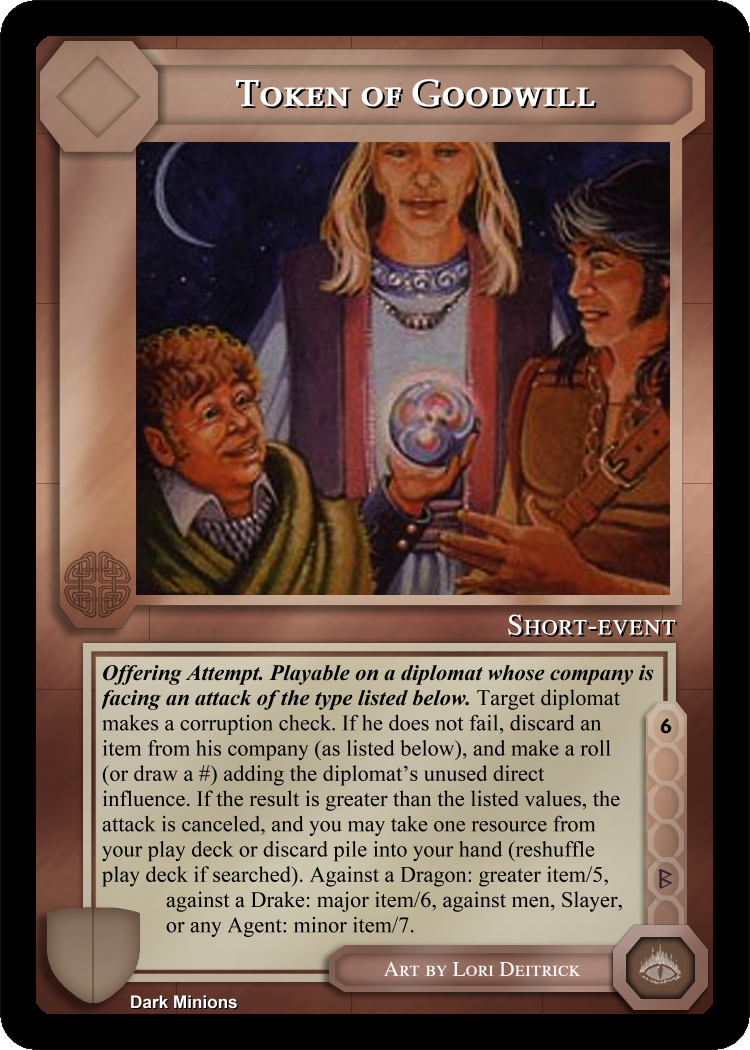 Token of Goodwill
Short-event
Offering Attempt. Playable on a diplomat whose company is
facing an attack of the type listed below. Target diplomat
makes a corruption check. If he does not fail, discard an
item from his company (as listed below), and make a roll
(or draw a #) adding the diplomat's unused direct
influence. If the result is greater than the listed values, the
attack is canceled, and you may take one resource from
your play deck or discard pile into your hand (reshuffle
play deck if searched). Against a Dragon: greater item/5,
against a Drake: major item/6, against men, Slayer,
or any Agent: minor item/7.
6
ᛒ
Art by Lori Deitrick
Dark Minions